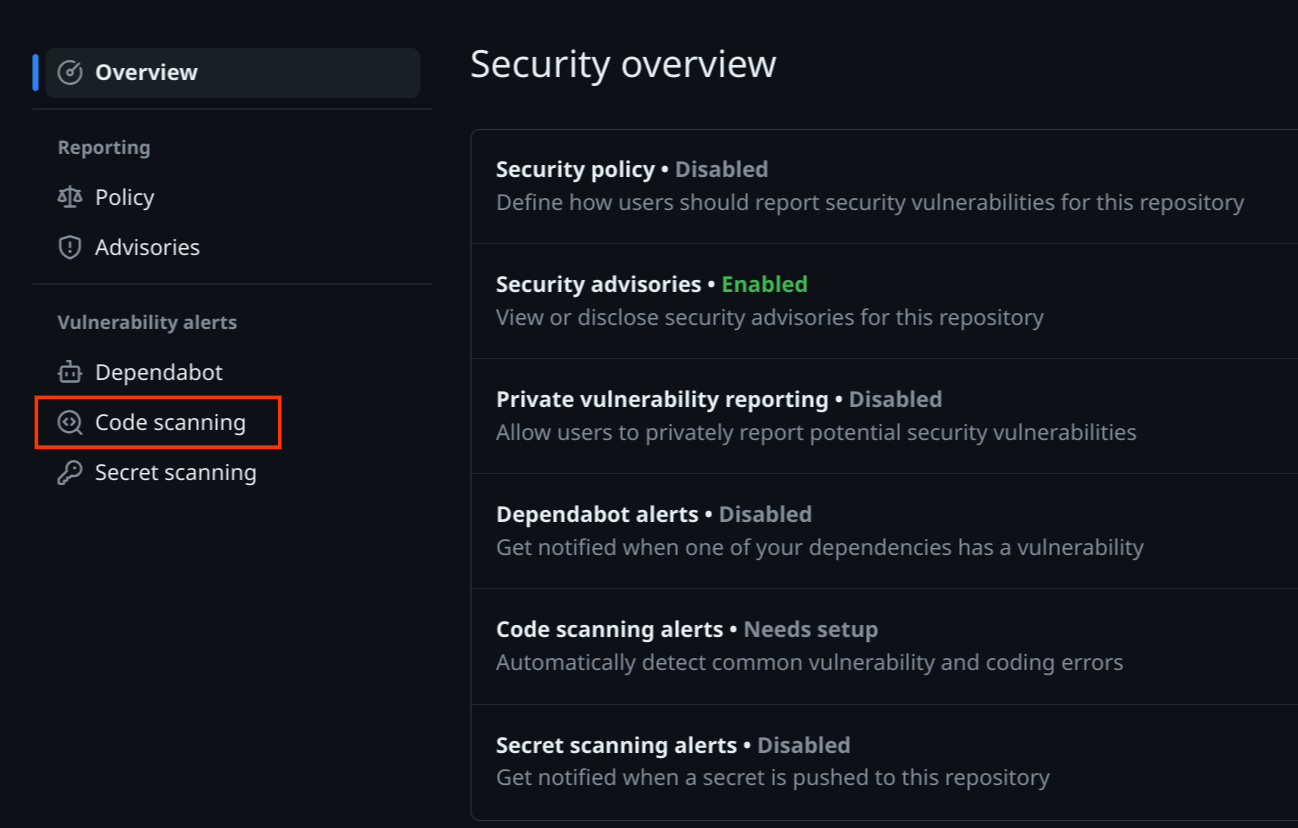 Overview
Reporting
Policy
Advisories
Vulnerability alerts
Dependabot
Code scanning
Secret scanning
Security overview
Security policy • Disabled
Define how users should report security vulnerabilities for this repository
Security advisories • Enabled
View or disclose security advisories for this repository
Private vulnerability reporting • Disabled
Allow users to privately report potential security vulnerabilities
Dependabot alerts • Disabled
Get notified when one of your dependencies has a vulnerability
Code scanning alerts • Needs setup
Automatically detect common vulnerability and coding errors
Secret scanning alerts • Disabled
Get notified when a secret is pushed to this repository